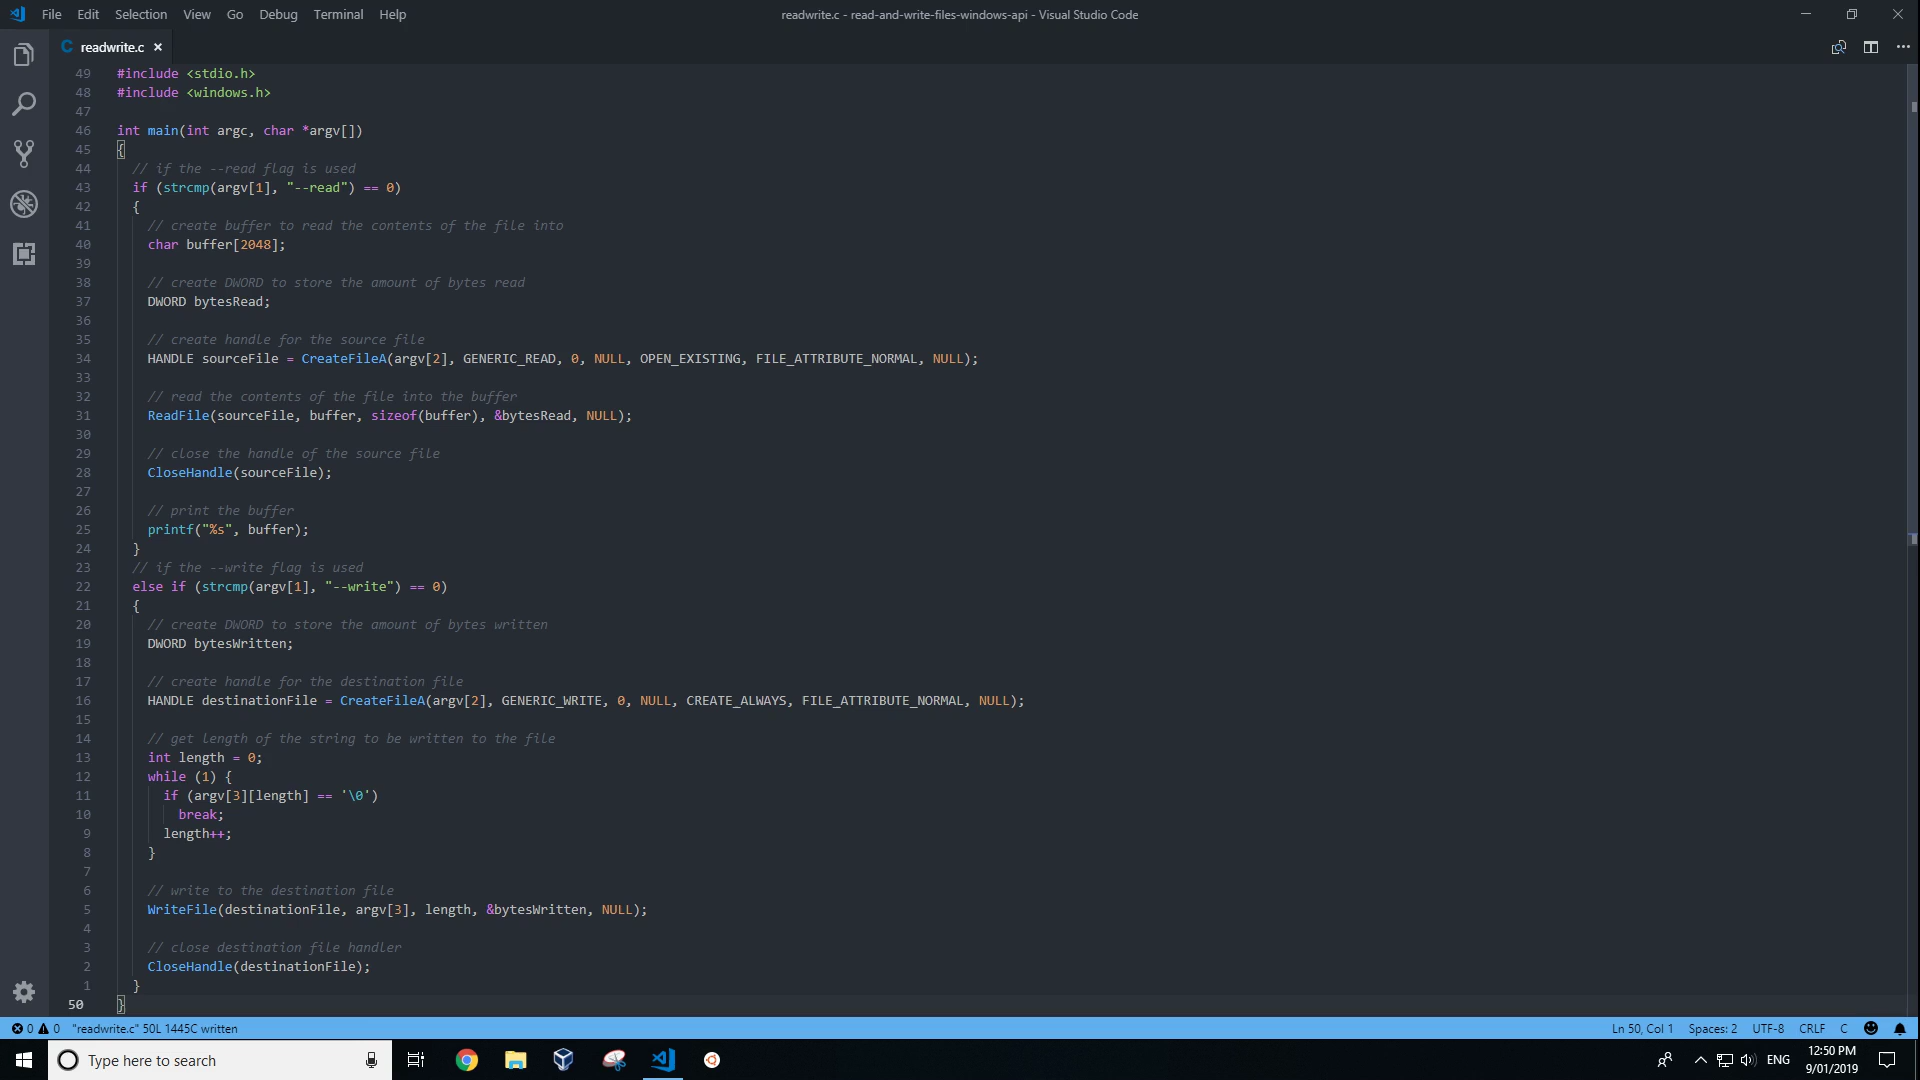 File Edit Selection View Go Debug Terminal Help
readwrite.c - read-and-write-files-windows-api - Visual Studio Code
C readwrite.c ×
49 #include <stdio.h>
48 #include <windows.h>
47
46 int main(int argc, char *argv[])
45 {
44 // if the --read flag is used
43 if (strcmp(argv[1], "--read") == 0)
42 {
41 // create buffer to read the contents of the file into
40 char buffer[2048];
39
38 // create DWORD to store the amount of bytes read
37 DWORD bytesRead;
36
35 // create handle for the source file
34 HANDLE sourceFile = CreateFileA(argv[2], GENERIC_READ, 0, NULL, OPEN_EXISTING, FILE_ATTRIBUTE_NORMAL, NULL);
33
32 // read the contents of the file into the buffer
31 ReadFile(sourceFile, buffer, sizeof(buffer), &bytesRead, NULL);
30
29 // close the handle of the source file
28 CloseHandle(sourceFile);
27
26 // print the buffer
25 printf("%s", buffer);
24 }
23 // if the --write flag is used
22 else if (strcmp(argv[1], "--write") == 0)
21 {
20 // create DWORD to store the amount of bytes written
19 DWORD bytesWritten;
18
17 // create handle for the destination file
16 HANDLE destinationFile = CreateFileA(argv[2], GENERIC_WRITE, 0, NULL, CREATE_ALWAYS, FILE_ATTRIBUTE_NORMAL, NULL);
15
14 // get length of the string to be written to the file
13 int length = 0;
12 while (1) {
11 if (argv[3][length] == '\0')
10 break;
9 length++;
8 }
7
6 // write to the destination file
5 WriteFile(destinationFile, argv[3], length, &bytesWritten, NULL);
4
3 // close destination file handler
2 CloseHandle(destinationFile);
1 }
50 }
0 0 "readwrite.c" 50L 1445C written
Ln 50, Col 1 Spaces: 2 UTF-8 CRLF C
Type here to search
ENG
12:50 PM
9/01/2019